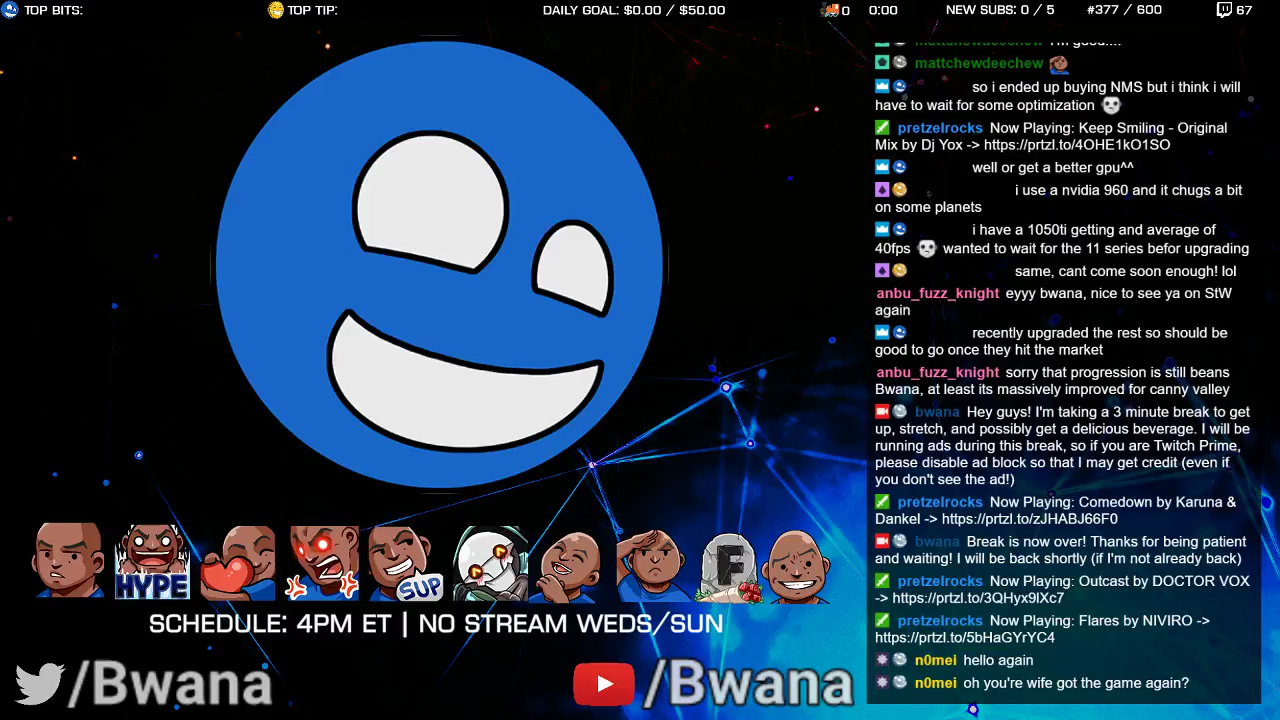 TOP BITS:
TOP TIP:
DAILY GOAL: $0.00 / $50.00
0
0:00
NEW SUBS: 0 / 5
#377 / 600
67
mattchewdeechew I'm good....
mattchewdeechew
so i ended up buying NMS but i think i will
have to wait for some optimization
pretzelrocks Now Playing: Keep Smiling - Original
Mix by Dj Yox -> https://prtzl.to/4OHE1kO1SO
well or get a better gpu^^
i use a nvidia 960 and it chugs a bit
on some planets
i have a 1050ti getting and average of
40fps wanted to wait for the 11 series befor upgrading
same, cant come soon enough! lol
anbu_fuzz_knight eyyy bwana, nice to see ya on StW
again
recently upgraded the rest so should be
good to go once they hit the market
anbu_fuzz_knight sorry that progression is still beans
Bwana, at least its massively improved for canny valley
bwana Hey guys! I'm taking a 3 minute break to get
up, stretch, and possibly get a delicious beverage. I will be
running ads during this break, so if you are Twitch Prime,
please disable ad block so that I may get credit (even if
you don't see the ad!)
pretzelrocks Now Playing: Comedown by Karuna &
Dankel -> https://prtzl.to/zJHABJ66F0
bwana Break is now over! Thanks for being patient
and waiting! I will be back shortly (if I'm not already back)
pretzelrocks Now Playing: Outcast by DOCTOR VOX
-> https://prtzl.to/3QHyx9lXc7
pretzelrocks Now Playing: Flares by NIVIRO ->
https://prtzl.to/5bHaGYrYC4
n0mei hello again
n0mei oh you're wife got the game again?
HYPE
SUP
F
SCHEDULE: 4PM ET | NO STREAM WEDS/SUN
/Bwana
/Bwana